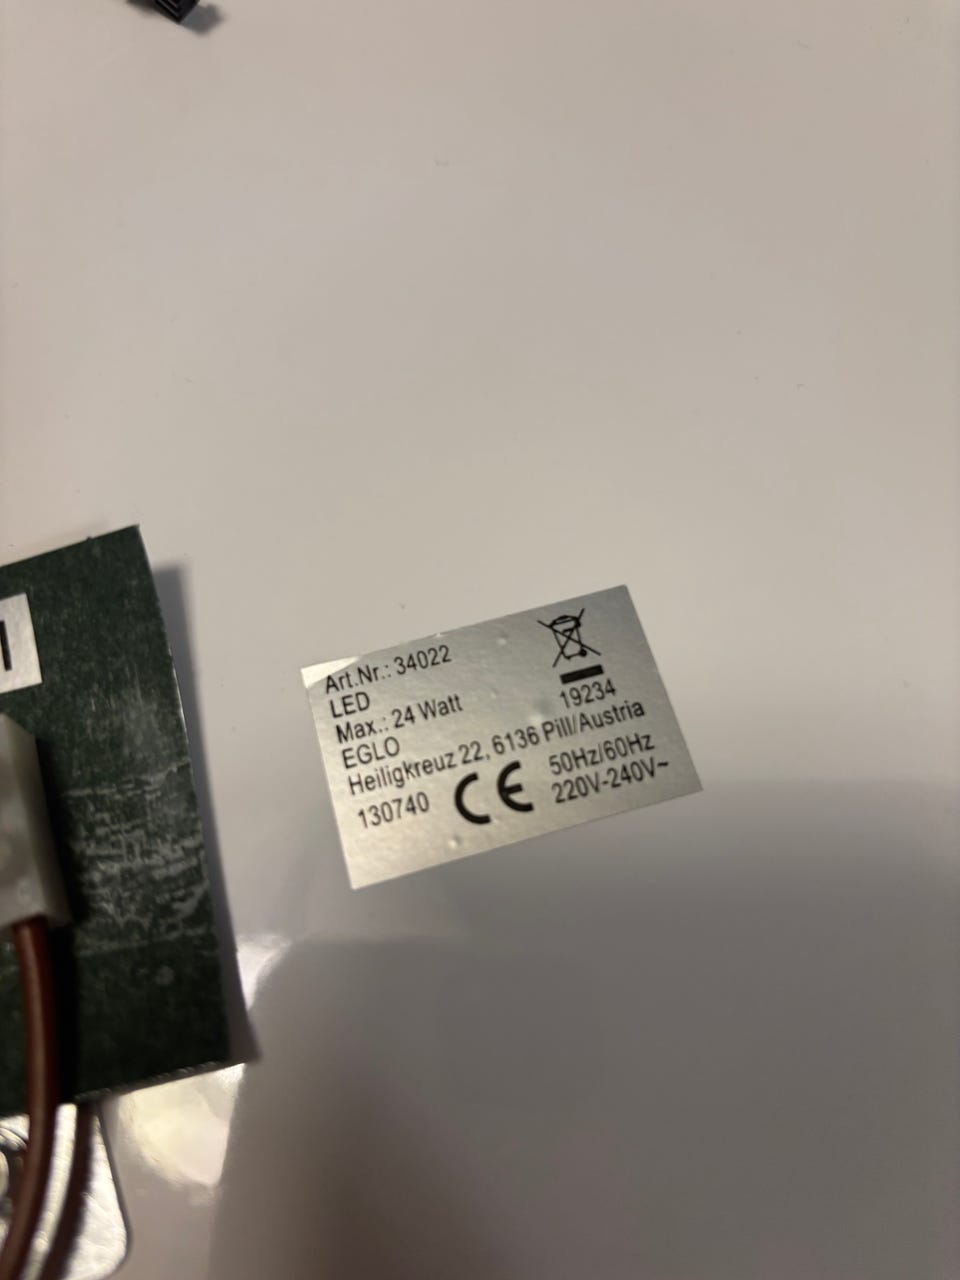 Art.Nr.: 34022
LED
Max.: 24 Watt
EGLO
Heiligkreuz 22, 6136 Pill/Austria
130740
CE
19234
50Hz/60Hz
220V-240V~